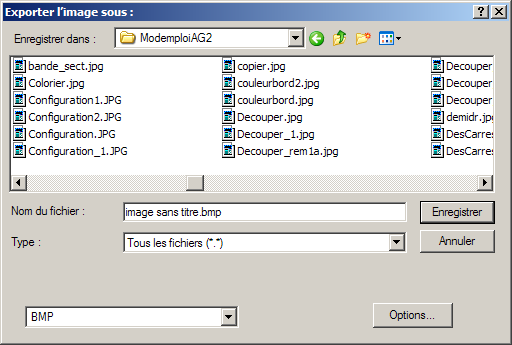 Exporter l'image sous :
Enregistrer dans :
ModemploiAG2
bande_sect.jpg
Colorier.jpg
Configuration1.JPG
Configuration2.JPG
Configuration.JPG
Configuration_1.JPG
copier.jpg
couleurbord2.jpg
couleurbord.jpg
Decouper.jpg
Decouper_1.jpg
Decouper_rem1a.jpg
Decouper
Decouper
Decouper
demidr.jpg
DesCarres
DesCarres
Nom du fichier :
image sans titre.bmp
Enregistrer
Type :
Tous les fichiers (*.*)
Annuler
BMP
Options...